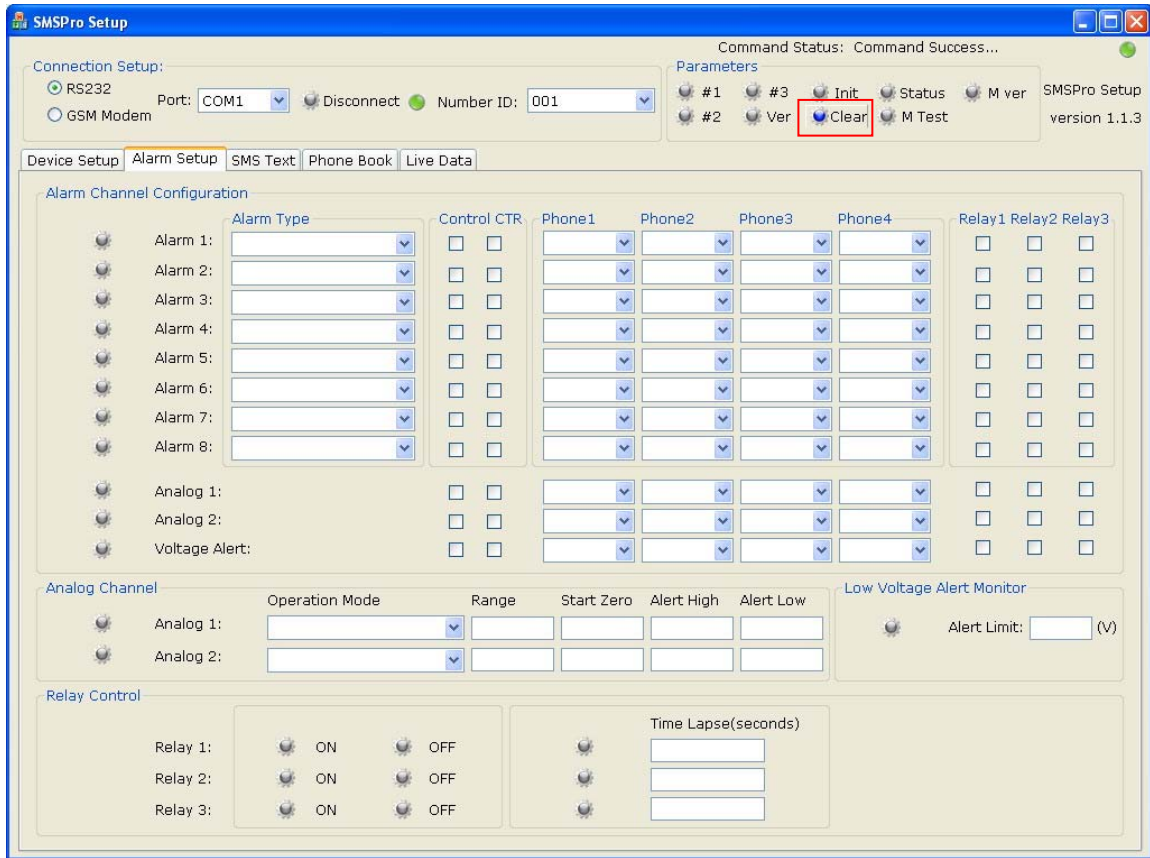 SMSPro Setup
Command Status: Command Success...
Connection Setup:
Parameters
RS232
GSM Modem
Port: COM1 Disconnect Number ID: 001
#1 #3 Init Status M ver
#2 Ver Clear M Test
SMSPro Setup
version 1.1.3
Device Setup Alarm Setup SMS Text Phone Book Live Data
Alarm Channel Configuration
Alarm Type Control CTR Phone1 Phone2 Phone3 Phone4 Relay1 Relay2 Relay3
Alarm 1:
Alarm 2:
Alarm 3:
Alarm 4:
Alarm 5:
Alarm 6:
Alarm 7:
Alarm 8:
Analog 1:
Analog 2:
Voltage Alert:
Analog Channel
Operation Mode Range Start Zero Alert High Alert Low
Analog 1:
Analog 2:
Low Voltage Alert Monitor
Alert Limit: (V)
Relay Control
Time Lapse(seconds)
Relay 1: ON OFF
Relay 2: ON OFF
Relay 3: ON OFF